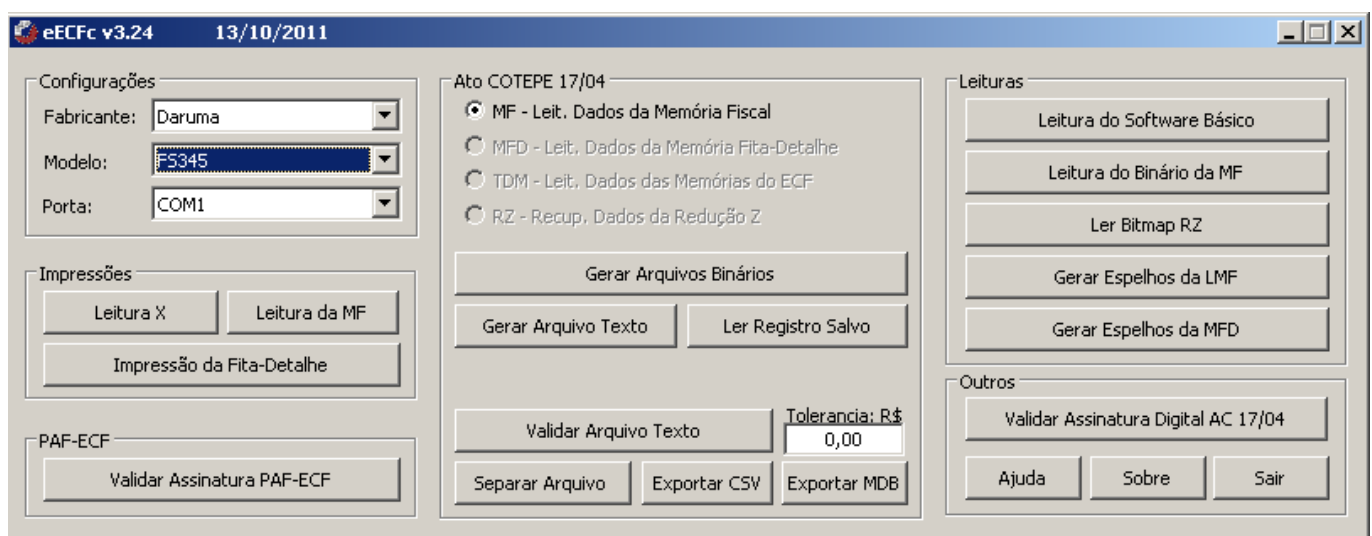 eECFc v3.24 13/10/2011
Configurações
Fabricante: Daruma
Modelo: FS345
Porta: COM1
Impressões
Leitura X Leitura da MF
Impressão da Fita-Detalhe
PAF-ECF
Validar Assinatura PAF-ECF
Ato COTEPE 17/04
MF - Leit. Dados da Memória Fiscal
MFD - Leit. Dados da Memória Fita-Detalhe
TDM - Leit. Dados das Memórias do ECF
RZ - Recup. Dados da Redução Z
Gerar Arquivos Binários
Gerar Arquivo Texto Ler Registro Salvo
Tolerancia: R$
Validar Arquivo Texto 0,00
Separar Arquivo Exportar CSV Exportar MDB
Leituras
Leitura do Software Básico
Leitura do Binário da MF
Ler Bitmap RZ
Gerar Espelhos da LMF
Gerar Espelhos da MFD
Outros
Validar Assinatura Digital AC 17/04
Ajuda Sobre Sair